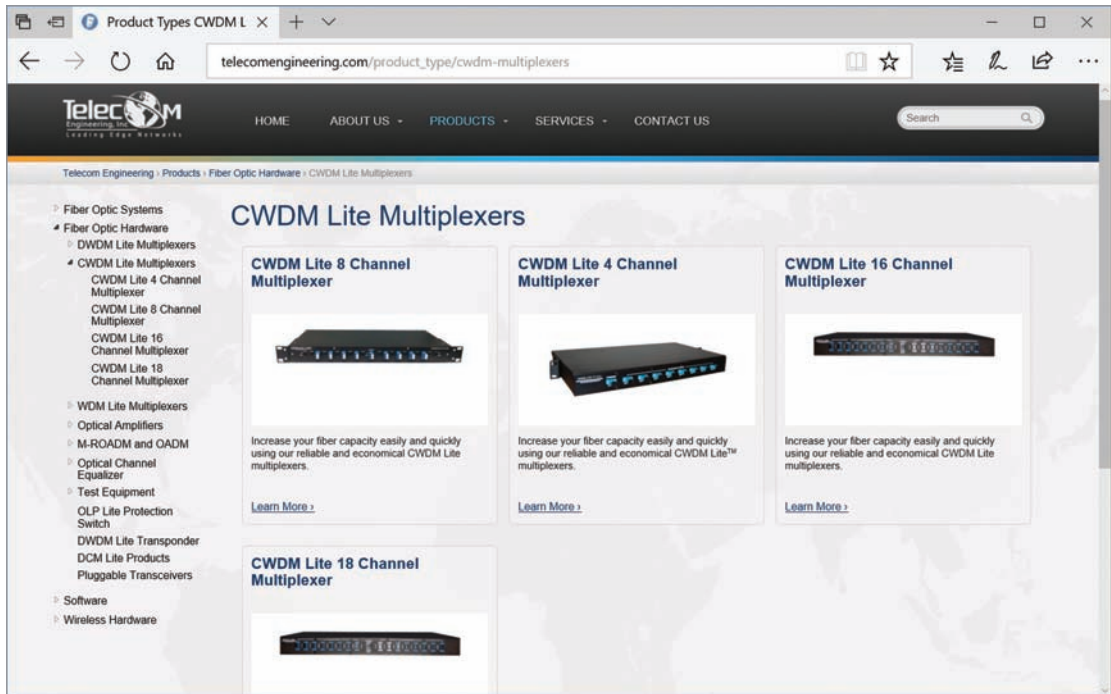 Product Types CWDM L
telecomengineering.com/product_type/cwdm-multiplexers
TelecOM
Engineering, Inc
Leading Edge Networks
HOME ABOUT US PRODUCTS SERVICES CONTACT US
Search
Telecom Engineering › Products › Fiber Optic Hardware › CWDM Lite Multiplexers
Fiber Optic Systems
Fiber Optic Hardware
DWDM Lite Multiplexers
CWDM Lite Multiplexers
CWDM Lite 4 Channel
Multiplexer
CWDM Lite 8 Channel
Multiplexer
CWDM Lite 16
Channel Multiplexer
CWDM Lite 18
Channel Multiplexer
WDM Lite Multiplexers
Optical Amplifiers
M-ROADM and OADM
Optical Channel
Equalizer
Test Equipment
OLP Lite Protection
Switch
DWDM Lite Transponder
DCM Lite Products
Pluggable Transceivers
Software
Wireless Hardware
CWDM Lite Multiplexers
CWDM Lite 8 Channel
Multiplexer
Increase your fiber capacity easily and quickly
using our reliable and economical CWDM Lite
multiplexers.
Learn More ›
CWDM Lite 4 Channel
Multiplexer
Increase your fiber capacity easily and quickly
using our reliable and economical CWDM Lite™
multiplexers.
Learn More ›
CWDM Lite 16 Channel
Multiplexer
Increase your fiber capacity easily and quickly
using our reliable and economical CWDM Lite
multiplexers.
Learn More ›
CWDM Lite 18 Channel
Multiplexer